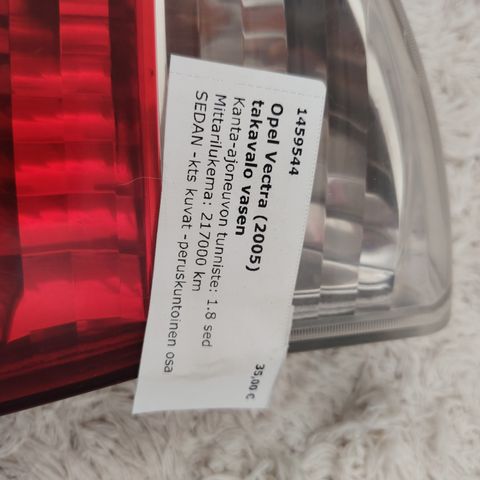 1459544
Opel Vectra (2005)
takavalo vasen
Kanta-ajoneuvon tunniste: 1.8 sed
Mittarilukema: 217000 km
SEDAN -kts kuvat -peruskuntoinen osa
35,00 €